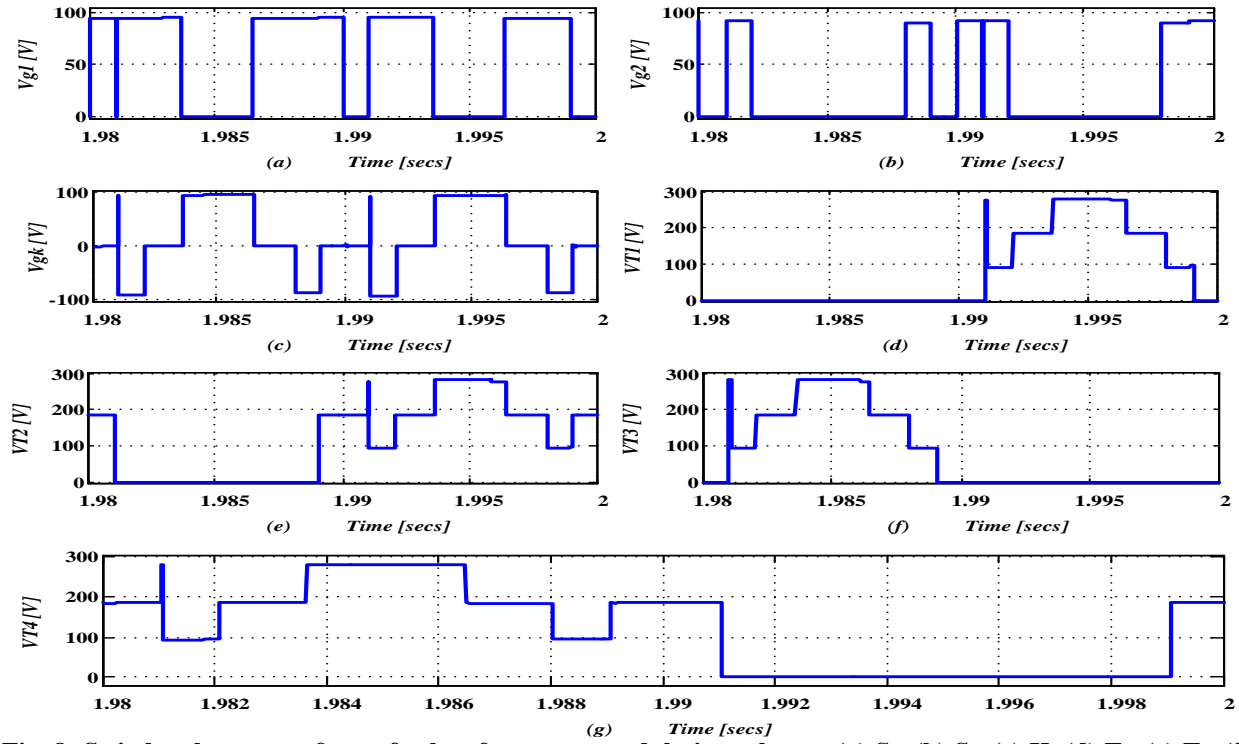 100
50
0
Vg1 [V]
1.98 1.985 1.99 1.995 2
(a) Time [secs]
100
50
0
Vg2 [V]
1.98 1.985 1.99 1.995 2
(b) Time [secs]
100
0
-100
Vgk [V]
1.98 1.985 1.99 1.995 2
(c) Time [secs]
300
200
100
0
VT1 [V]
1.98 1.985 1.99 1.995 2
(d) Time [secs]
300
200
100
0
VT2 [V]
1.98 1.985 1.99 1.995 2
(e) Time [secs]
300
200
100
0
VT3 [V]
1.98 1.985 1.99 1.995 2
(f) Time [secs]
300
200
100
0
VT4 [V]
1.98 1.982 1.984 1.986 1.988 1.99 1.992 1.994 1.996 1.998 2
(g) Time [secs]